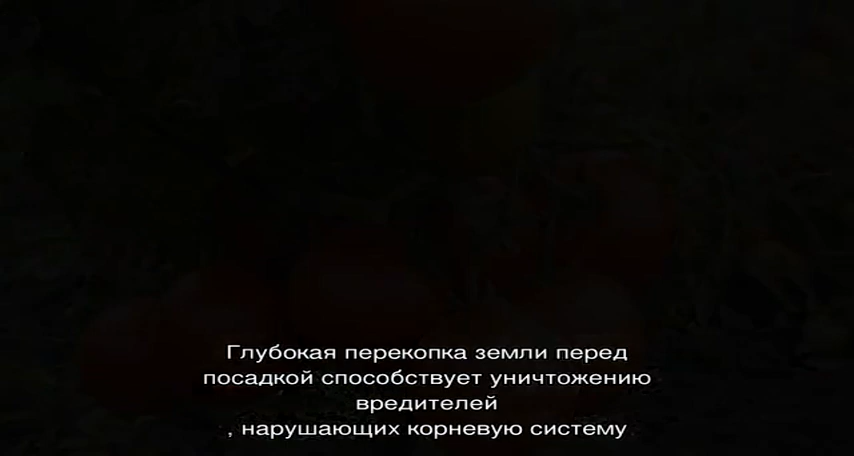 Глубокая перекопка земли перед
посадкой способствует уничтожению
вредителей
, нарушающих корневую систему